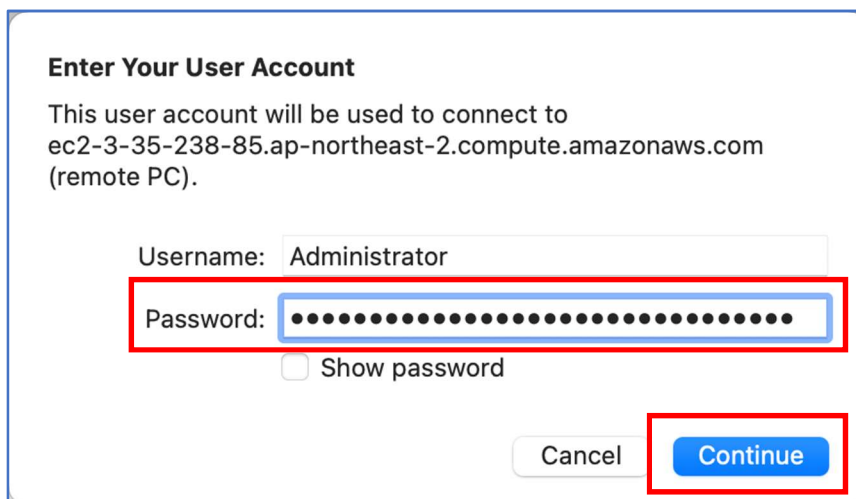 Enter Your User Account
This user account will be used to connect to
ec2-3-35-238-85.ap-northeast-2.compute.amazonaws.com
(remote PC).
Username: Administrator
Password: ••••••••••••••••••••••••••••••••
Show password
Cancel Continue